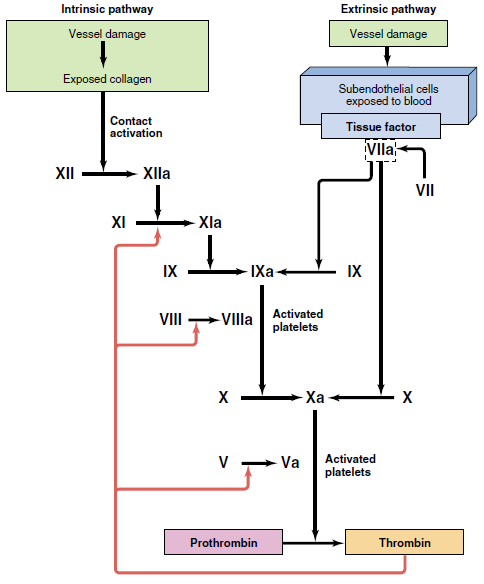 Intrinsic pathway
Extrinsic pathway
Vessel damage
Vessel damage
Exposed collagen
Subendothelial cells
exposed to blood
Contact
activation
Tissue factor
VIIa
XII
XIIa
VII
XI
XIa
IX
IXa
IX
VIII
VIIIa
Activated
platelets
X
Xa
X
V
Va
Activated
platelets
Prothrombin
Thrombin